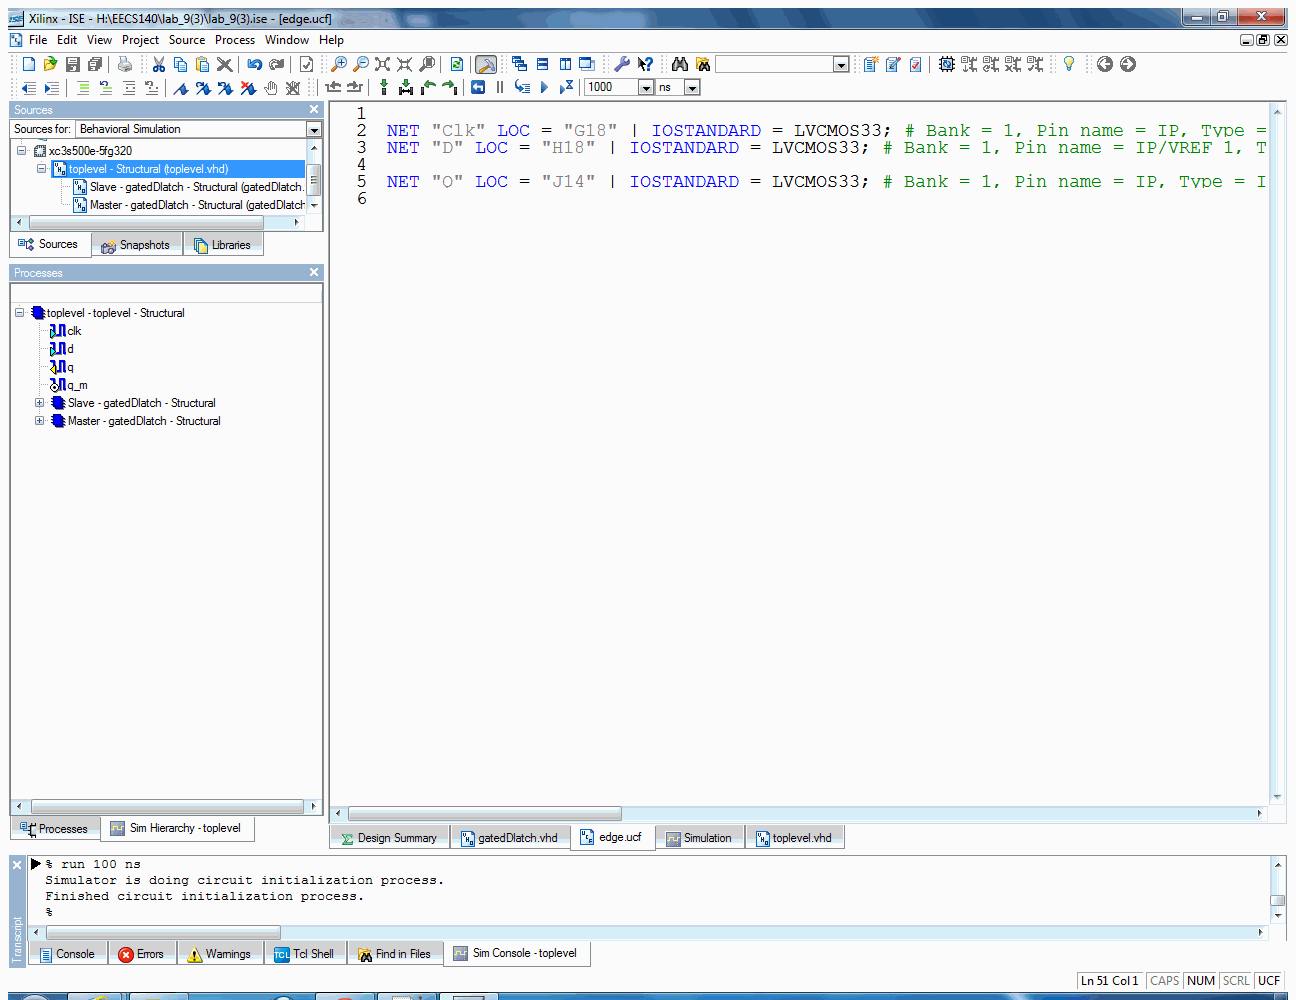 Xilinx - ISE - H:\EECS140\lab_9(3)\lab_9(3).ise - [edge.ucf]
File Edit View Project Source Process Window Help
1000 ns
Sources
Sources for: Behavioral Simulation
xc3s500e-5fg320
toplevel - Structural (toplevel.vhd)
Slave - gatedDlatch - Structural (gatedDlatch.
Master - gatedDlatch - Structural (gatedDlatch
Sources Snapshots Libraries
Processes
toplevel - toplevel - Structural
clk
d
q
q_m
Slave - gatedDlatch - Structural
Master - gatedDlatch - Structural
Processes Sim Hierarchy - toplevel
1
2 NET "Clk" LOC = "G18" | IOSTANDARD = LVCMOS33; # Bank = 1, Pin name = IP, Type =
3 NET "D" LOC = "H18" | IOSTANDARD = LVCMOS33; # Bank = 1, Pin name = IP/VREF 1, T
4
5 NET "Q" LOC = "J14" | IOSTANDARD = LVCMOS33; # Bank = 1, Pin name = IP, Type = I
6
Design Summary gatedDlatch.vhd edge.ucf Simulation toplevel.vhd
% run 100 ns
Simulator is doing circuit initialization process.
Finished circuit initialization process.
%
Transcript
Console Errors Warnings Tcl Shell Find in Files Sim Console - toplevel
Ln 51 Col 1 CAPS NUM SCRL UCF